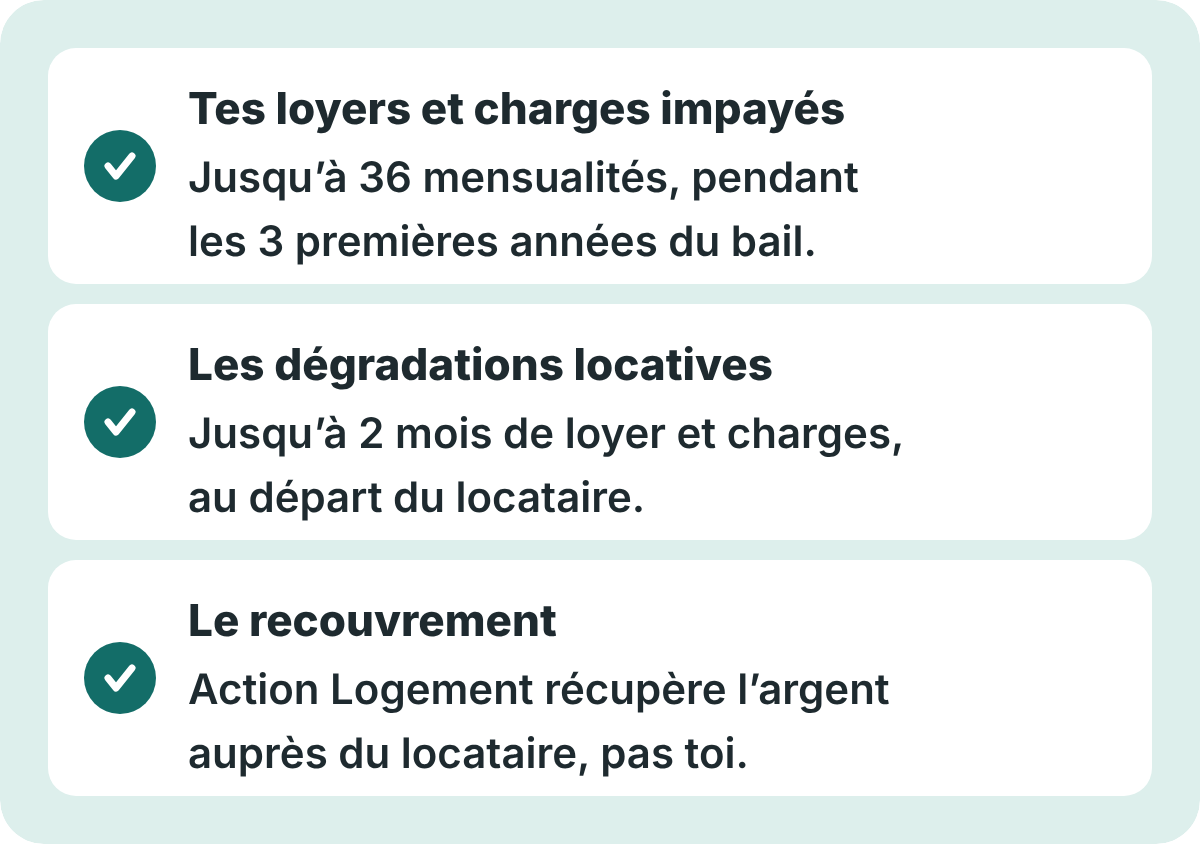 Tes loyers et charges impayés
Jusqu’à 36 mensualités, pendant
les 3 premières années du bail.
Les dégradations locatives
Jusqu’à 2 mois de loyer et charges,
au départ du locataire.
Le recouvrement
Action Logement récupère l’argent
auprès du locataire, pas toi.